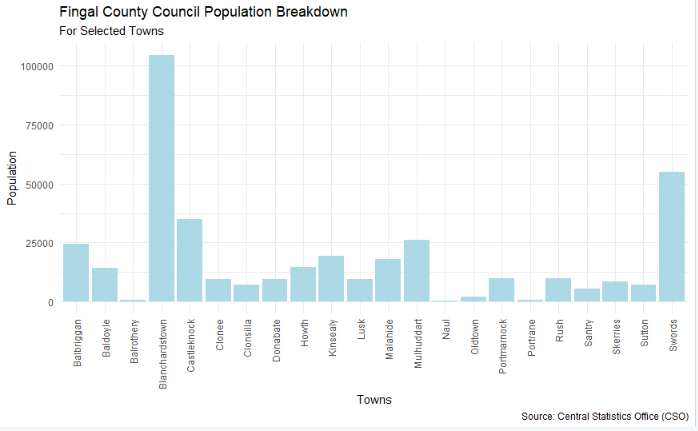 Fingal County Council Population Breakdown
For Selected Towns
Population
100000
75000
50000
25000
0
Balbriggan
Baldoyle
Balrothery
Blanchardstown
Castleknock
Clonee
Clonsilla
Donabate
Howth
Kinsealy
Lusk
Malahide
Mulhuddart
Naul
Oldtown
Portmarnock
Portrane
Rush
Santry
Skerries
Sutton
Swords
Towns
Source: Central Statistics Office (CSO)